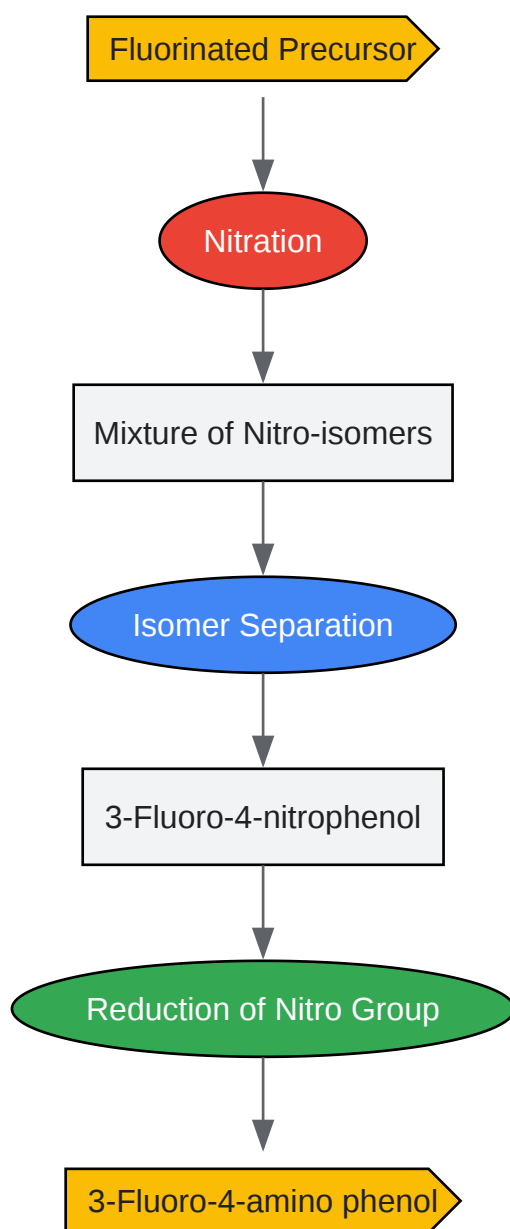 Fluorinated Precursor
Nitration
Mixture of Nitro-isomers
Isomer Separation
3-Fluoro-4-nitrophenol
Reduction of Nitro Group
3-Fluoro-4-amino phenol